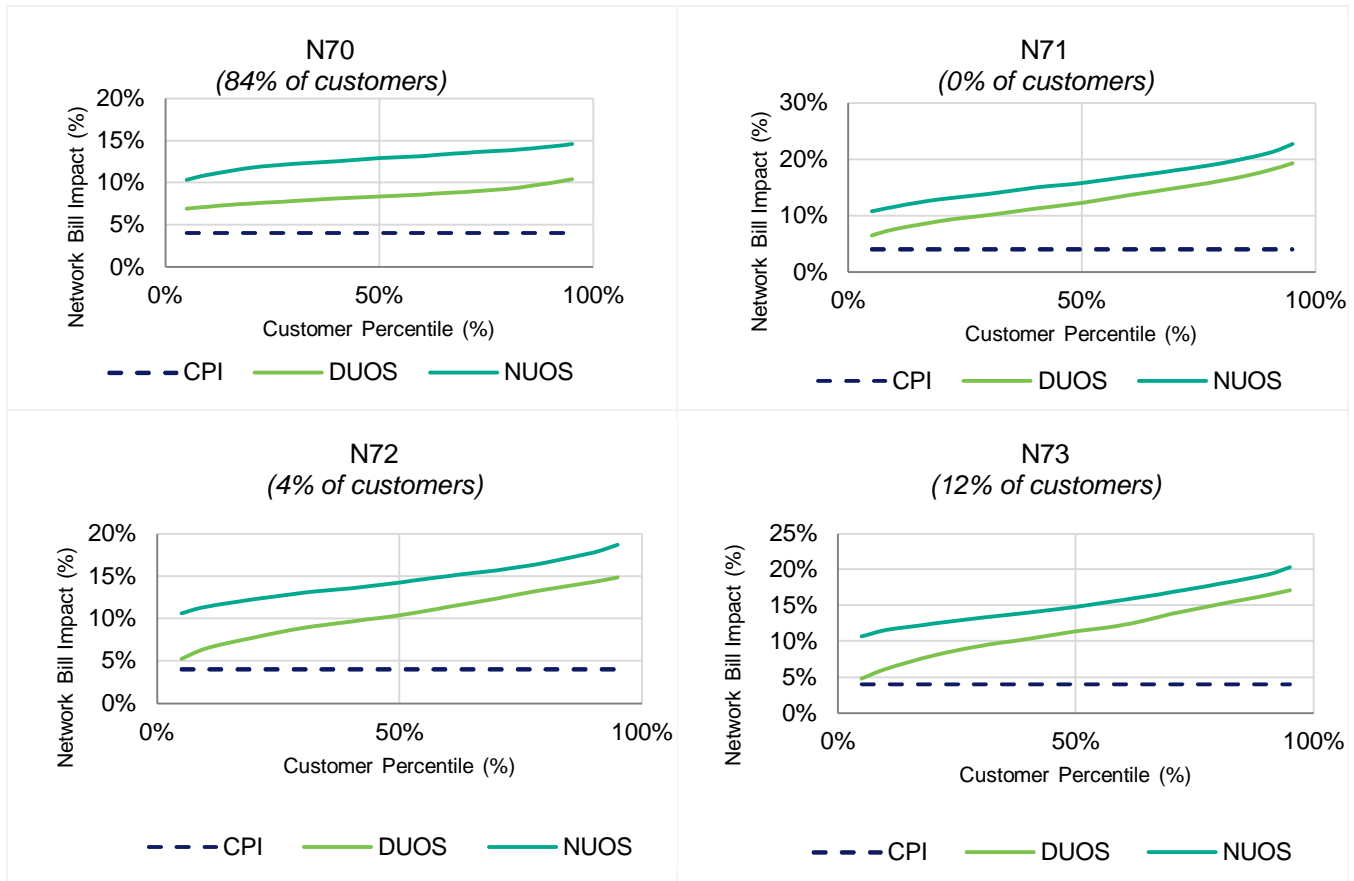 N70
(84% of customers)
20%
15%
10%
5%
0%
0%
50%
100%
Network Bill Impact (%)
Customer Percentile (%)
CPI
DUOS
NUOS
N71
(0% of customers)
30%
20%
10%
0%
0%
50%
100%
Network Bill Impact (%)
Customer Percentile (%)
CPI
DUOS
NUOS
N72
(4% of customers)
20%
15%
10%
5%
0%
0%
50%
100%
Network Bill Impact (%)
Customer Percentile (%)
CPI
DUOS
NUOS
N73
(12% of customers)
25%
20%
15%
10%
5%
0%
0%
50%
100%
Network Bill Impact (%)
Customer Percentile (%)
CPI
DUOS
NUOS